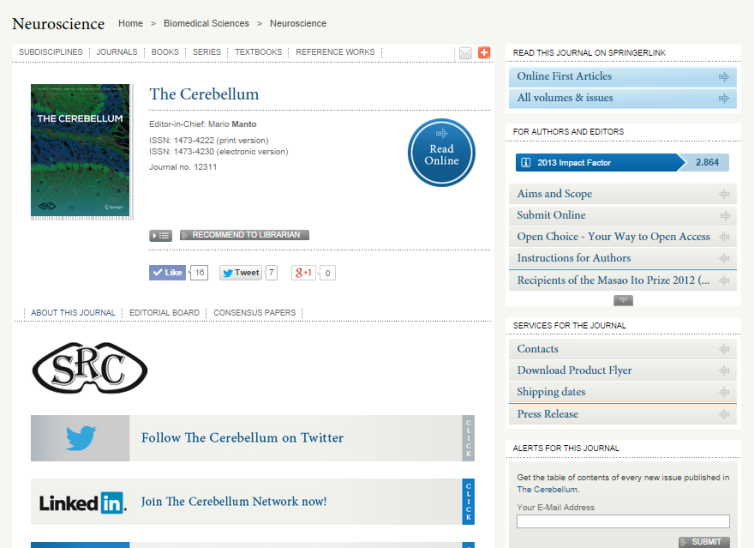 Neuroscience Home > Biomedical Sciences > Neuroscience
SUBDISCIPLINES JOURNALS BOOKS SERIES TEXTBOOKS REFERENCE WORKS
THE CEREBELLUM
Springer
The Cerebellum
Editor-in-Chief: Mario Manto
ISSN: 1473-4222 (print version)
ISSN: 1473-4230 (electronic version)
Journal no. 12311
Read
Online
RECOMMEND TO LIBRARIAN
Like 16 Tweet 7 g+1 0
ABOUT THIS JOURNAL EDITORIAL BOARD CONSENSUS PAPERS
SRC
Follow The Cerebellum on Twitter
CLICK
Linked in. Join The Cerebellum Network now!
CLICK
READ THIS JOURNAL ON SPRINGERLINK
Online First Articles
All volumes & issues
FOR AUTHORS AND EDITORS
2013 Impact Factor 2.864
Aims and Scope
Submit Online
Open Choice - Your Way to Open Access
Instructions for Authors
Recipients of the Masao Ito Prize 2012 (...
SERVICES FOR THE JOURNAL
Contacts
Download Product Flyer
Shipping dates
Press Release
ALERTS FOR THIS JOURNAL
Get the table of contents of every new issue published in
The Cerebellum.
Your E-Mail Address
SUBMIT